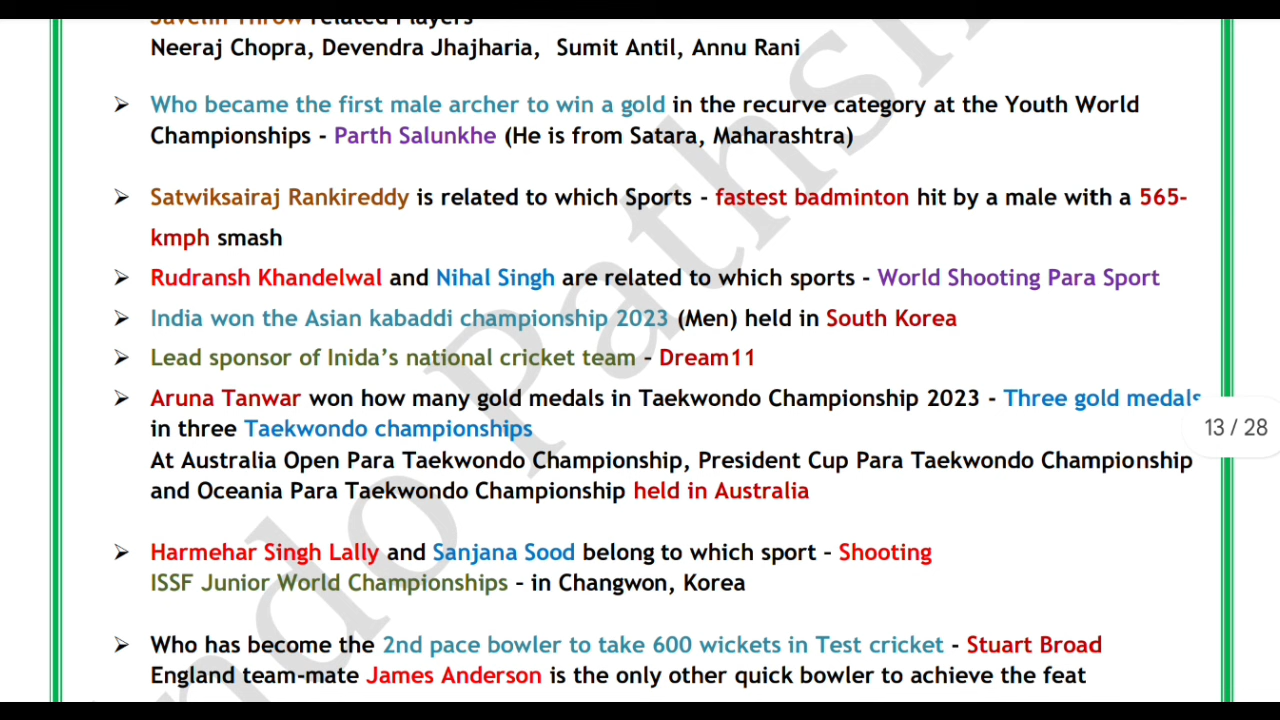 Javelin Throw related Players
Neeraj Chopra, Devendra Jhajharia, Sumit Antil, Annu Rani
➢ Who became the first male archer to win a gold in the recurve category at the Youth World
Championships - Parth Salunkhe (He is from Satara, Maharashtra)
➢ Satwiksairaj Rankireddy is related to which Sports - fastest badminton hit by a male with a 565-
kmph smash
➢ Rudransh Khandelwal and Nihal Singh are related to which sports - World Shooting Para Sport
➢ India won the Asian kabaddi championship 2023 (Men) held in South Korea
➢ Lead sponsor of Inida's national cricket team - Dream11
➢ Aruna Tanwar won how many gold medals in Taekwondo Championship 2023 - Three gold medals
13 / 28
in three Taekwondo championships
At Australia Open Para Taekwondo Championship, President Cup Para Taekwondo Championship
and Oceania Para Taekwondo Championship held in Australia
➢ Harmehar Singh Lally and Sanjana Sood belong to which sport - Shooting
ISSF Junior World Championships - in Changwon, Korea
➢ Who has become the 2nd pace bowler to take 600 wickets in Test cricket - Stuart Broad
England team-mate James Anderson is the only other quick bowler to achieve the feat